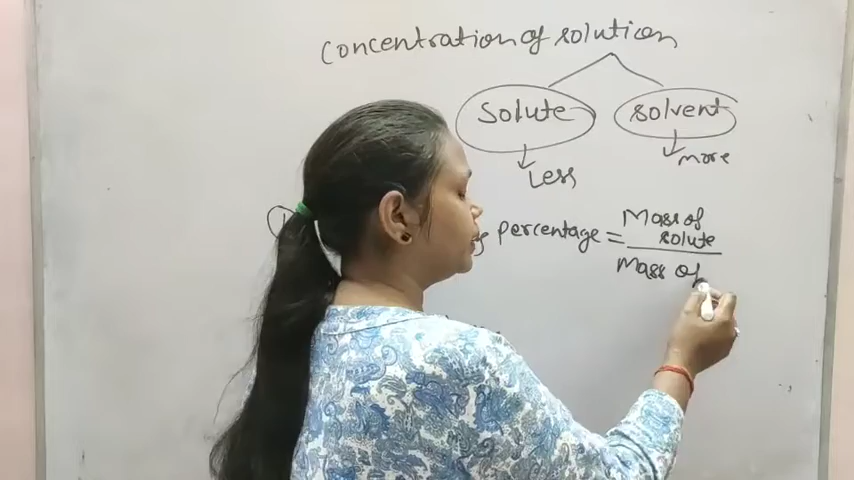 Concentration of solution
Solute solvent
Less more
percentage = Mass of solute
Mass of